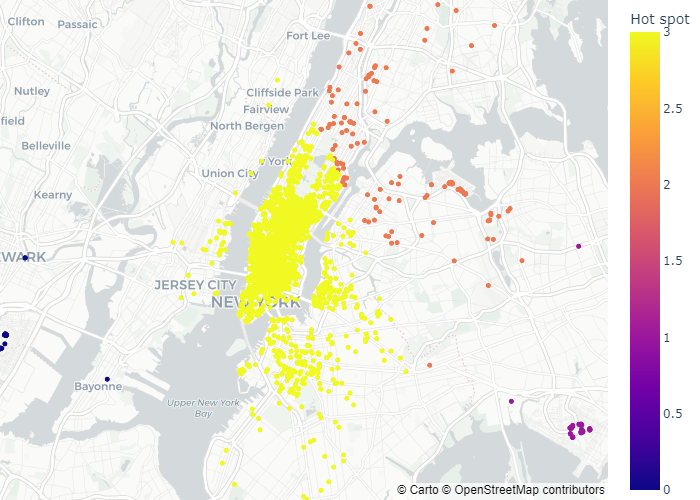 Clifton
Passaic
Fort Lee
Hot spot
3
Nutley
Cliffside Park
Fairview
2.5
field
North Bergen
Belleville
York
Union City
2
Kearny
WARK
1.5
JERSEY CITY
NEW YORK
1
Bayonne
Upper New York
Bay
0.5
0
© Carto © OpenStreetMap contributors